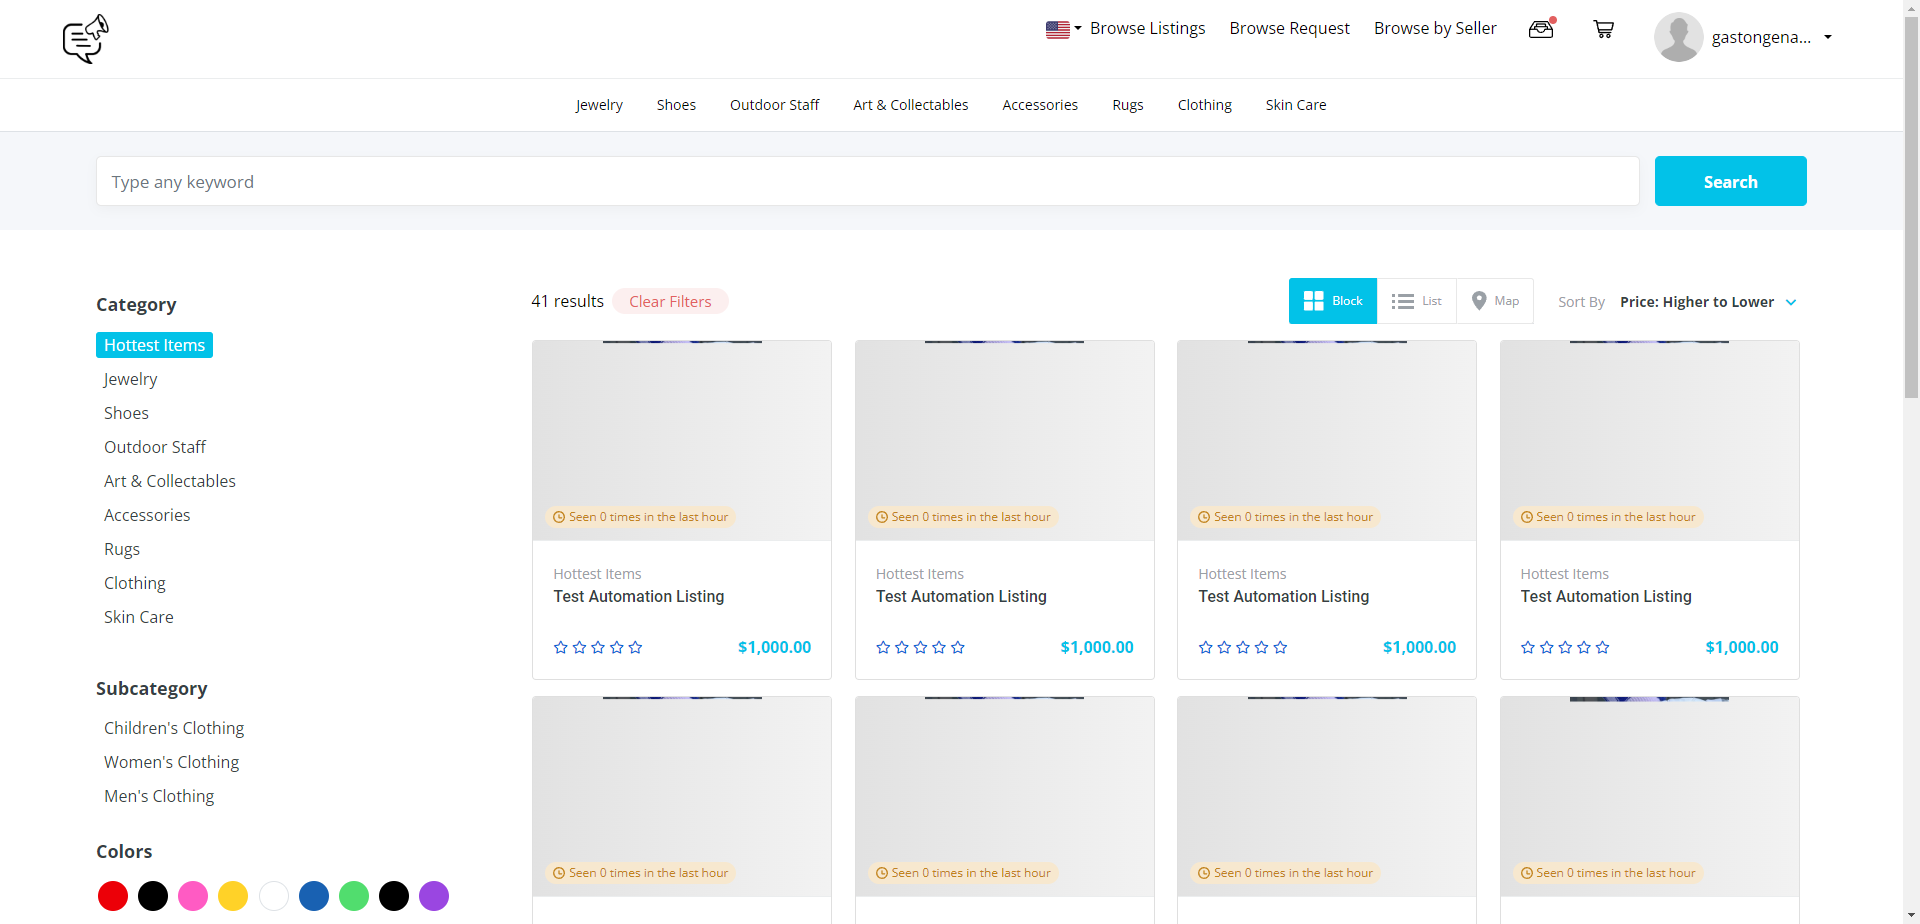 Browse Listings Browse Request Browse by Seller gastongena...
Jewelry Shoes Outdoor Staff Art & Collectables Accessories Rugs Clothing Skin Care
Type any keyword Search
Category
Hottest Items
Jewelry
Shoes
Outdoor Staff
Art & Collectables
Accessories
Rugs
Clothing
Skin Care
Subcategory
Children's Clothing
Women's Clothing
Men's Clothing
Colors
41 results Clear Filters Block List Map Sort By Price: Higher to Lower
Seen 0 times in the last hour Seen 0 times in the last hour Seen 0 times in the last hour Seen 0 times in the last hour
Hottest Items Hottest Items Hottest Items Hottest Items
Test Automation Listing Test Automation Listing Test Automation Listing Test Automation Listing
$1,000.00 $1,000.00 $1,000.00 $1,000.00
Seen 0 times in the last hour Seen 0 times in the last hour Seen 0 times in the last hour Seen 0 times in the last hour